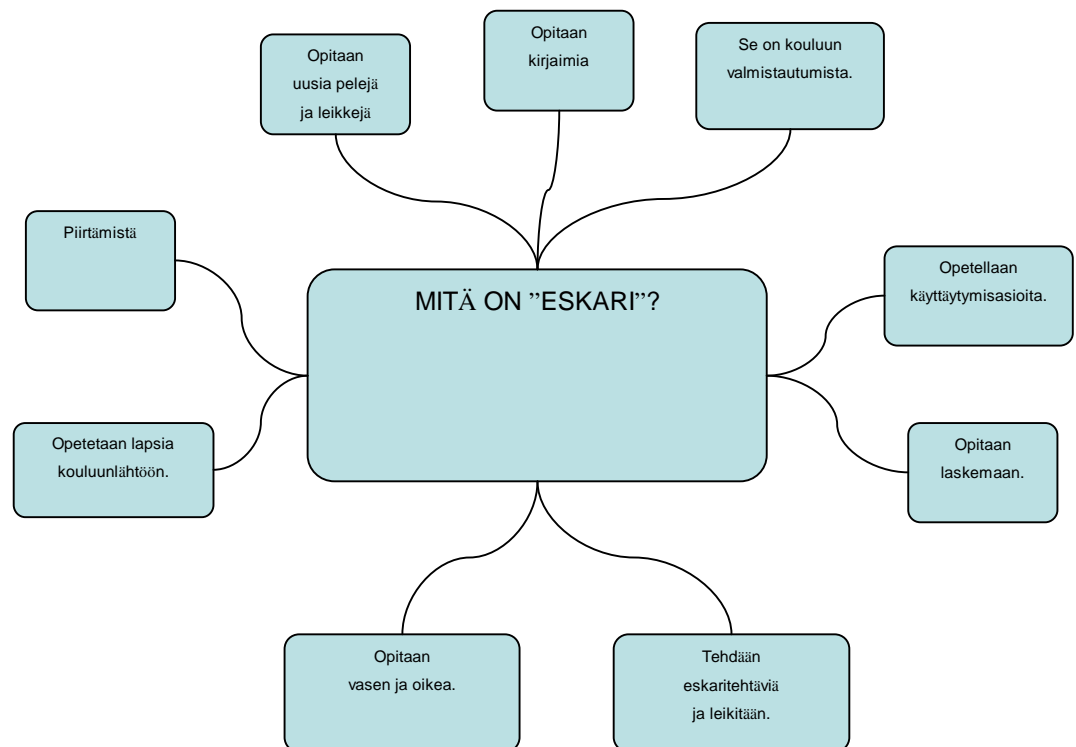 Opitaan
uusia pelejä
ja leikkejä
Opitaan
kirjaimia
Se on kouluun
valmistautumista.
Piirtämistä
MITÄ ON ”ESKARI”?
Opetellaan
käyttäytymisasioita.
Opetetaan lapsia
kouluunlähtöön.
Opitaan
laskemaan.
Opitaan
vasen ja oikea.
Tehdään
eskaritehtäviä
ja leikitään.